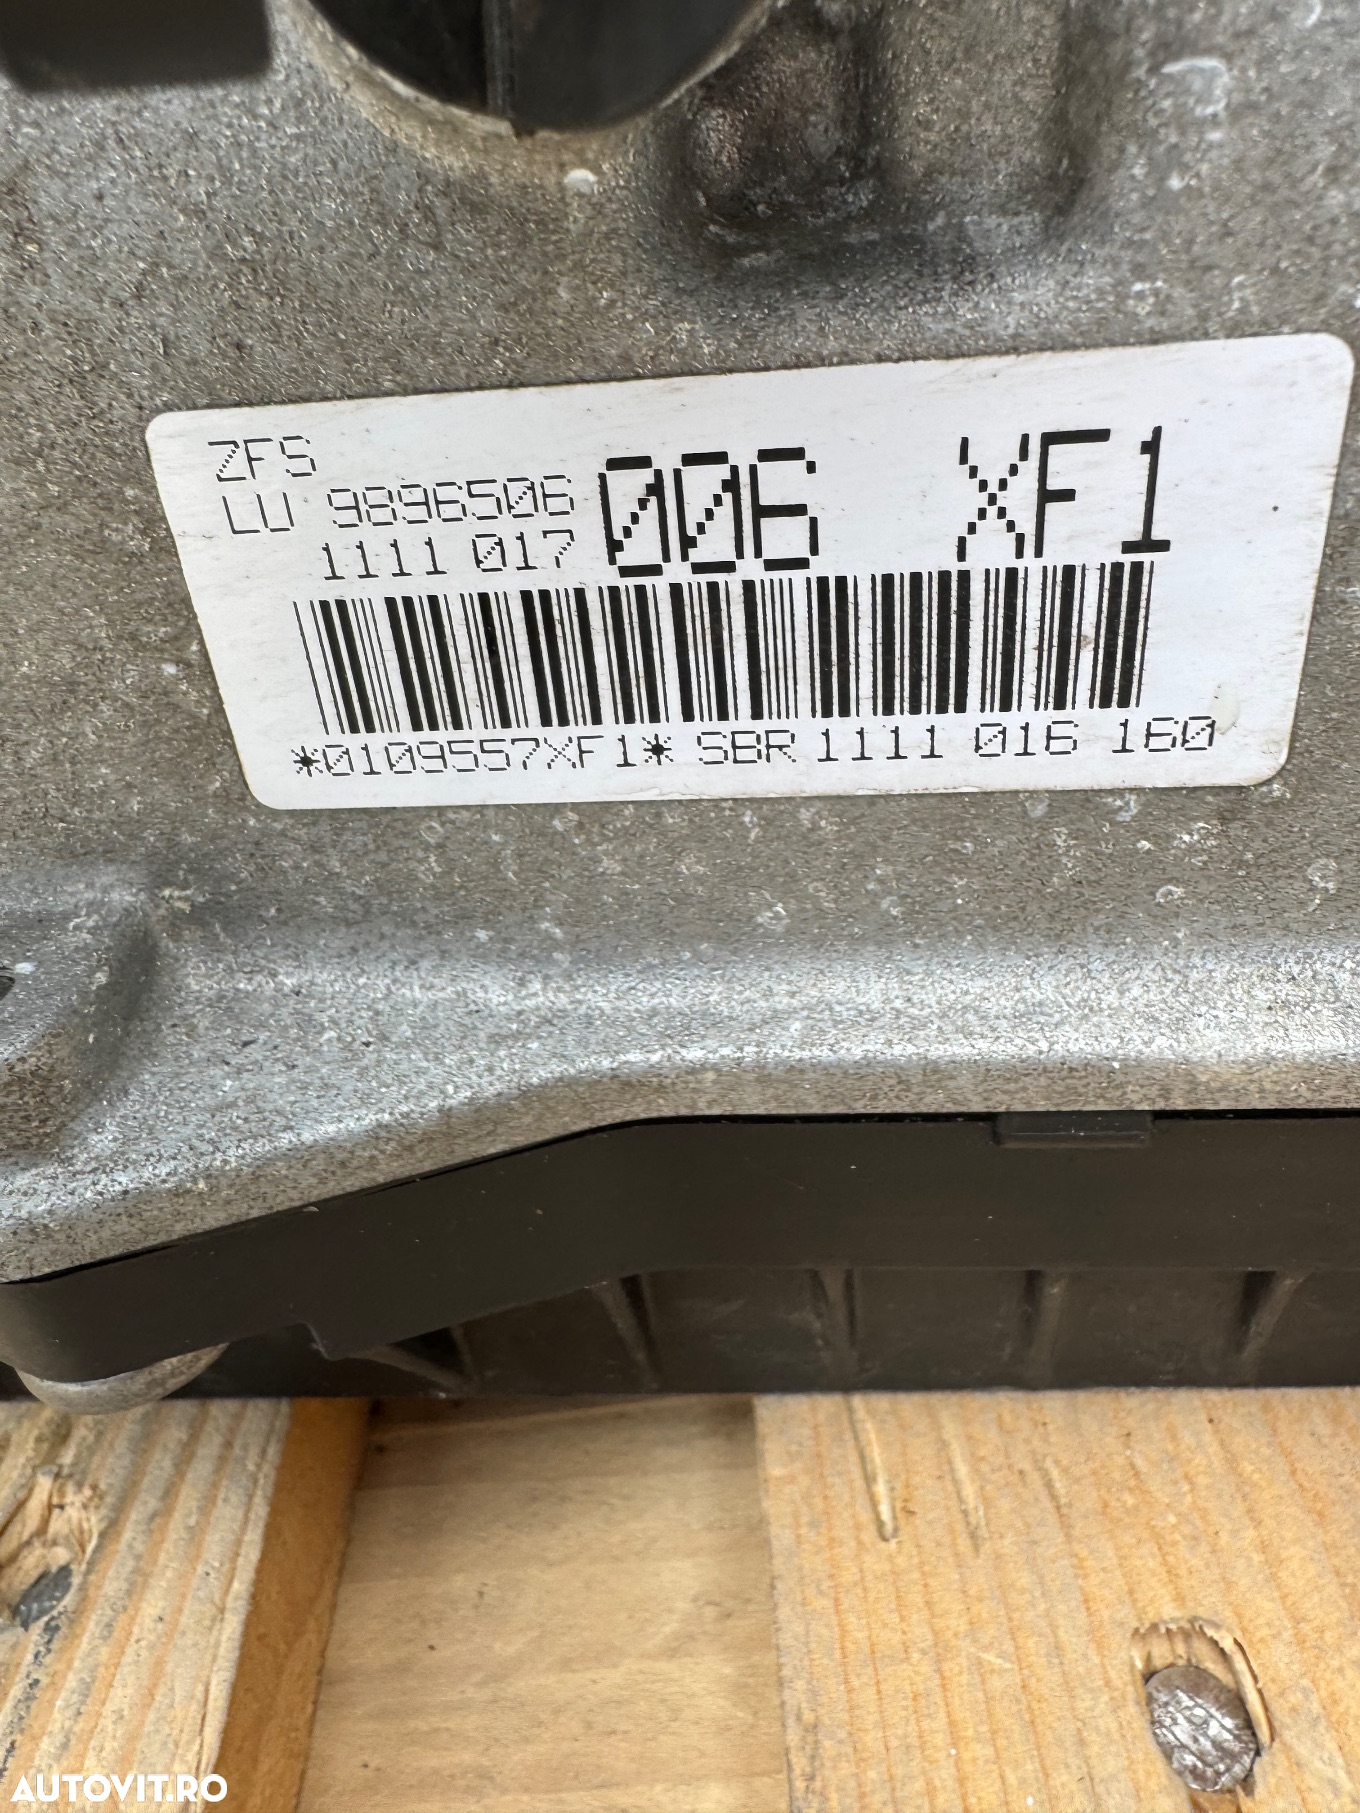 ZFS
LU 9896506
1111 017 006 XF1
*0109557XF1* SBR 1111 016 160
AUTOVIT.RO